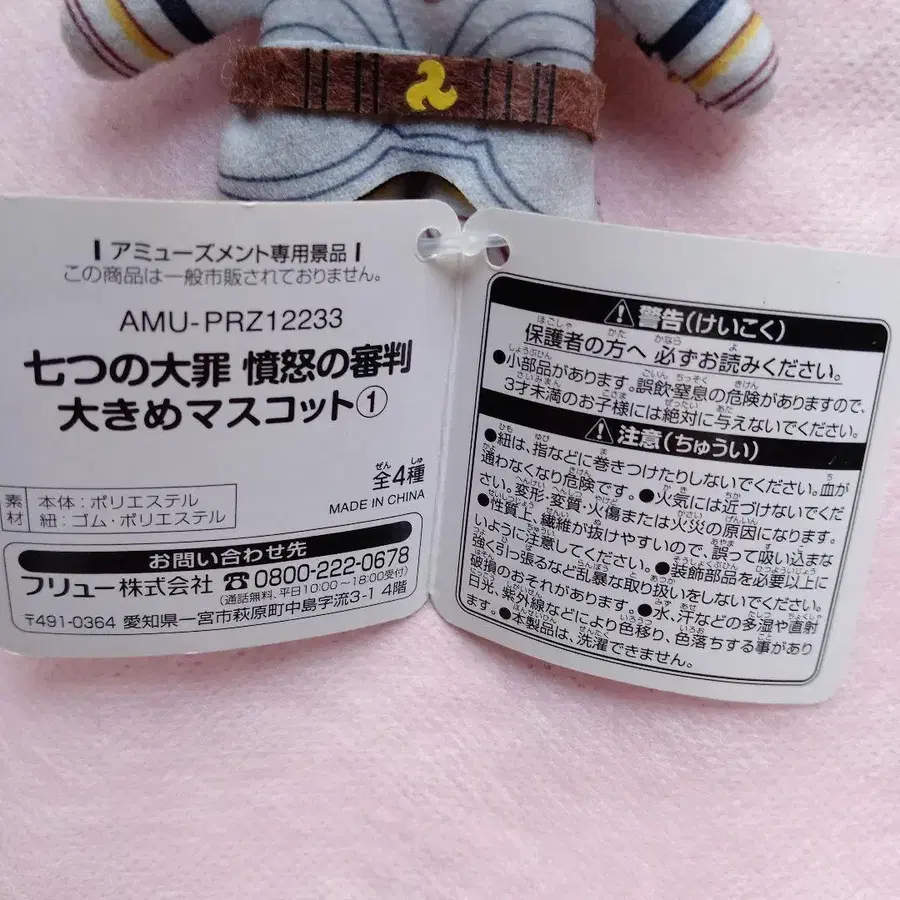 アミューズメント専用景品
この商品は一般市販されておりません。
AMU-PRZ12233
七つの大罪 憤怒の審判
大きめマスコット①
全4種
MADE IN CHINA
素材
本体：ポリエステル
紐：ゴム・ポリエステル
お問い合わせ先
フリュー株式会社 ☎0800-222-0678
(通話無料、平日10:00～18:00受付)
〒491-0364 愛知県一宮市萩原町中島字流3-1 4階
⚠警告(けいこく)
保護者の方へ 必ずお読みください。
●小部品があります。誤飲窒息の危険がありますので、
3才未満のお子様には絶対に与えないでください。
⚠注意(ちゅうい)
●紐は、指などに巻きつけたりしないでください。血が
通わなくなり危険です。●火気には近づけないでくだ
さい。変形・変質・火傷または火災の原因になります。
●性質上、繊維が抜けやすいので、誤って吸い込まな
いように注意してください。●装飾部品を必要以上に
強く引っ張るなど乱暴な取り扱いをしないでください。
破損のおそれがあります。●水、汗などの多湿や直射
日光、紫外線などにより色移り、色落ちする事があり
ます。●本製品は、洗濯できません。